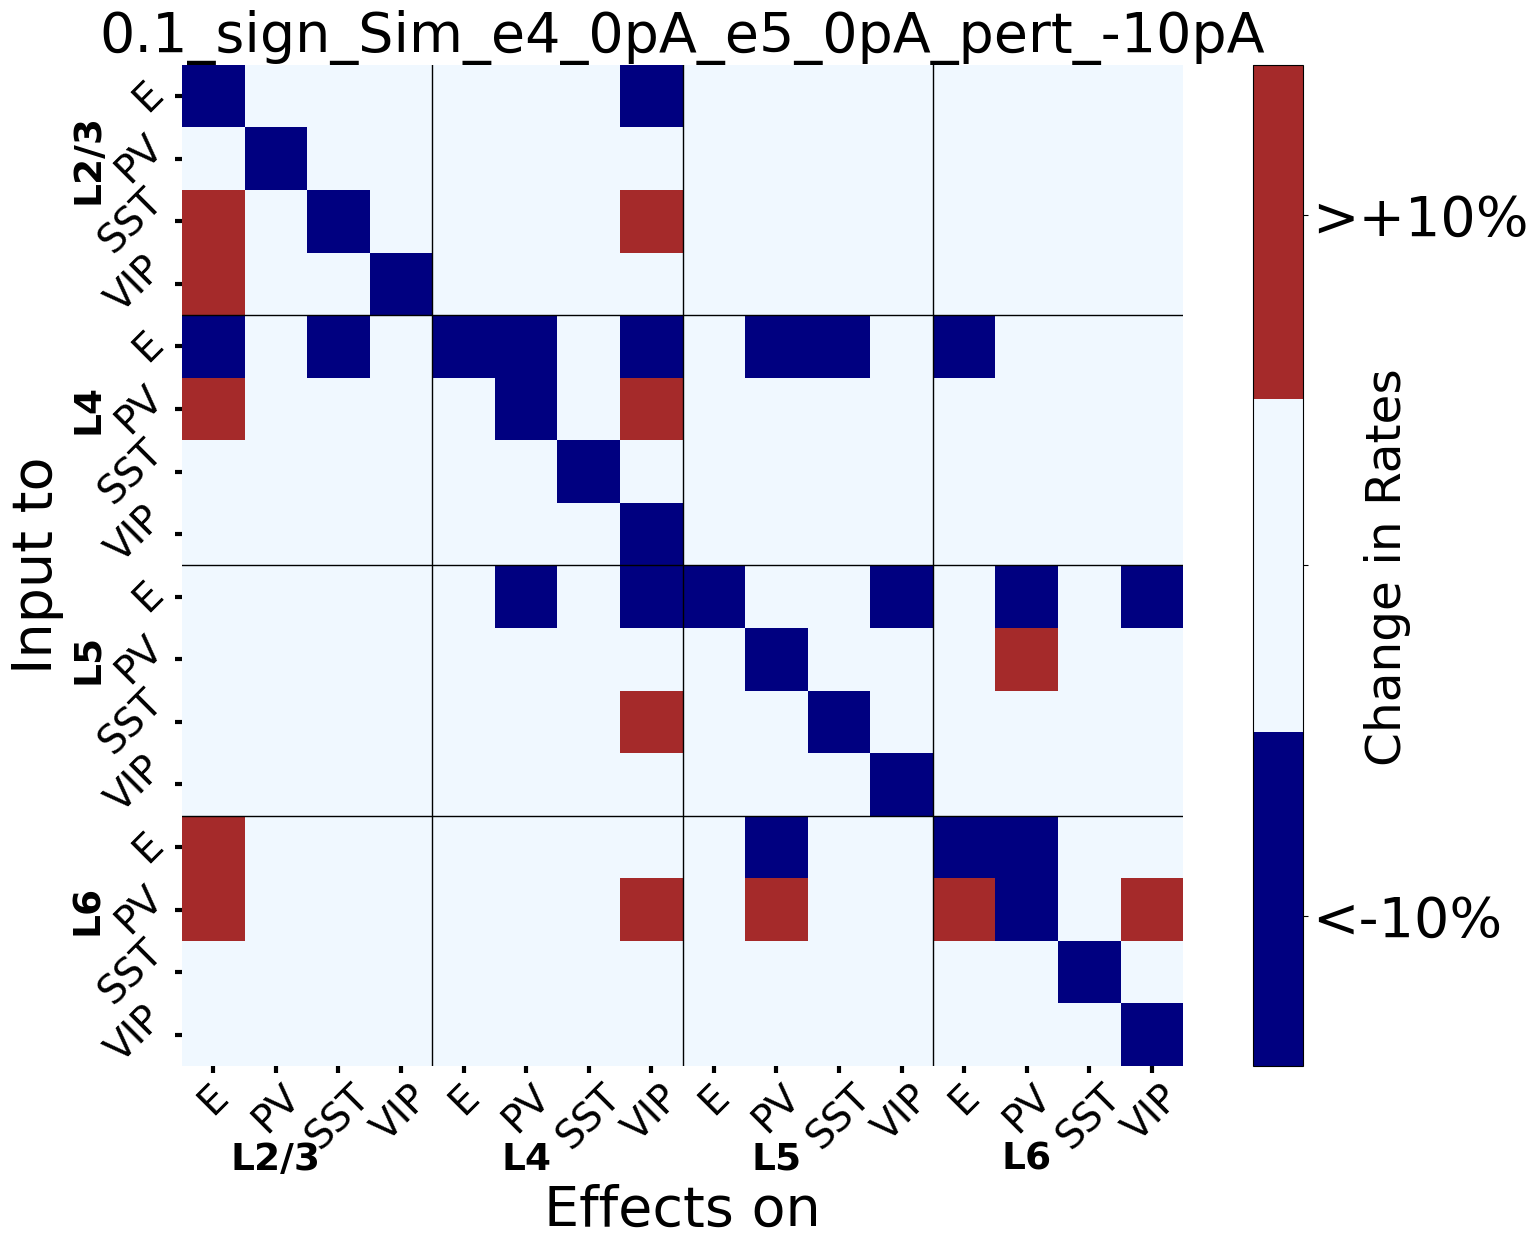 0.1_sign_Sim_e4_0pA_e5_0pA_pert_-10pA
Input to
L2/3
E
PV
SST
VIP
L4
E
PV
SST
VIP
L5
E
PV
SST
VIP
L6
E
PV
SST
VIP
E PV SST VIP E PV SST VIP E PV SST VIP E PV SST VIP
L2/3 L4 L5 L6
Effects on
>+10%
<-10%
Change in Rates